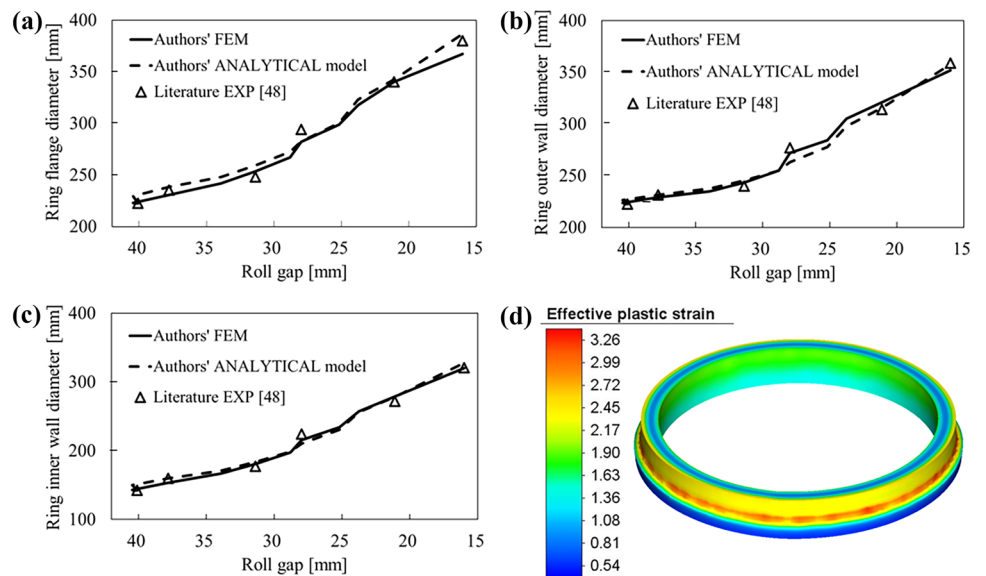 (a)
Ring flange diameter [mm]
400
350
300
250
200
Authors' FEM
Authors' ANALYTICAL model
Literature EXP [48]
40 35 30 25 20 15
Roll gap [mm]
(b)
Ring outer wall diameter [mm]
400
350
300
250
200
Authors' FEM
Authors' ANALYTICAL model
Literature EXP [48]
40 35 30 25 20 15
Roll gap [mm]
(c)
Ring inner wall diameter [mm]
400
300
200
100
Authors' FEM
Authors' ANALYTICAL model
Literature EXP [48]
40 35 30 25 20 15
Roll gap [mm]
(d)
Effective plastic strain
3.26
2.99
2.72
2.45
2.17
1.90
1.63
1.36
1.08
0.81
0.54